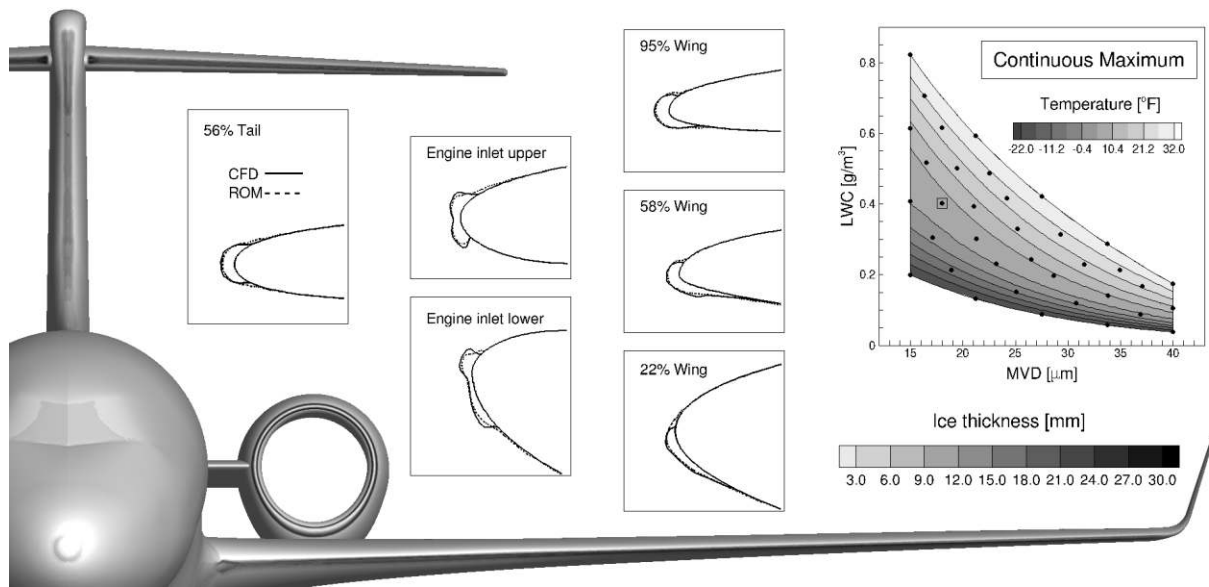 56% Tail
CFD
ROM
Engine inlet upper
Engine inlet lower
95% Wing
58% Wing
22% Wing
Continuous Maximum
Temperature [°F]
-22.0 -11.2 -0.4 10.4 21.2 32.0
LWC [g/m³]
0.8
0.6
0.4
0.2
0
15 20 25 30 35 40
MVD [μm]
Ice thickness [mm]
3.0 6.0 9.0 12.0 15.0 18.0 21.0 24.0 27.0 30.0